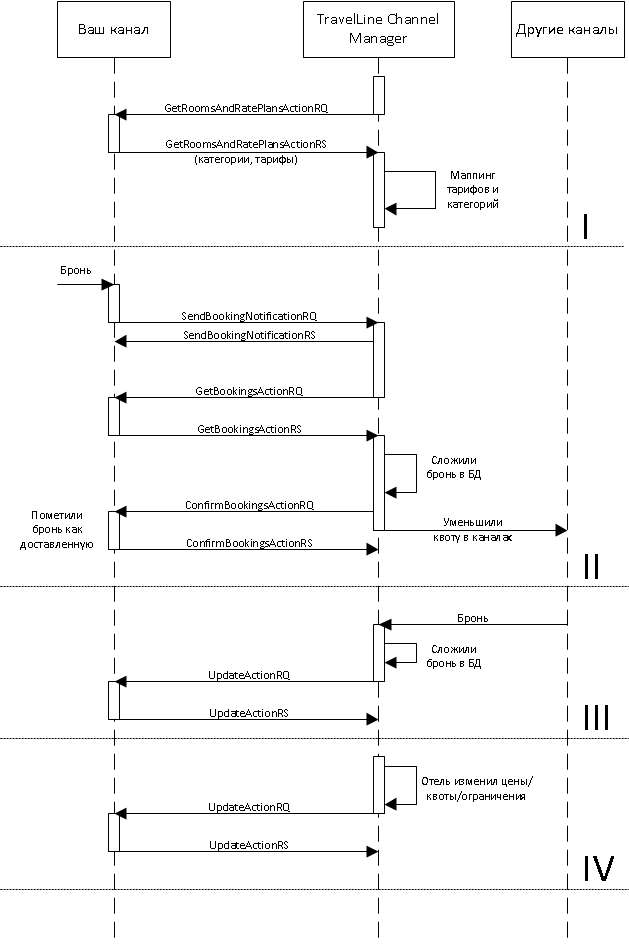 Ваш канал
TravelLine Channel
Manager
Другие каналы
GetRoomsAndRatePlansActionRQ
GetRoomsAndRatePlansActionRS
(категории, тарифы)
Маппинг
тарифов и
категорий
I
Бронь
SendBookingNotificationRQ
SendBookingNotificationRS
GetBookingsActionRQ
GetBookingsActionRS
Сложили
бронь в БД
ConfirmBookingsActionRQ
Пометили
бронь как
доставленную
Уменьшили
квоту в каналах
ConfirmBookingsActionRS
II
Бронь
Сложили
бронь в БД
UpdateActionRQ
UpdateActionRS
III
Отель изменил цены/
квоты/ограничения
UpdateActionRQ
UpdateActionRS
IV